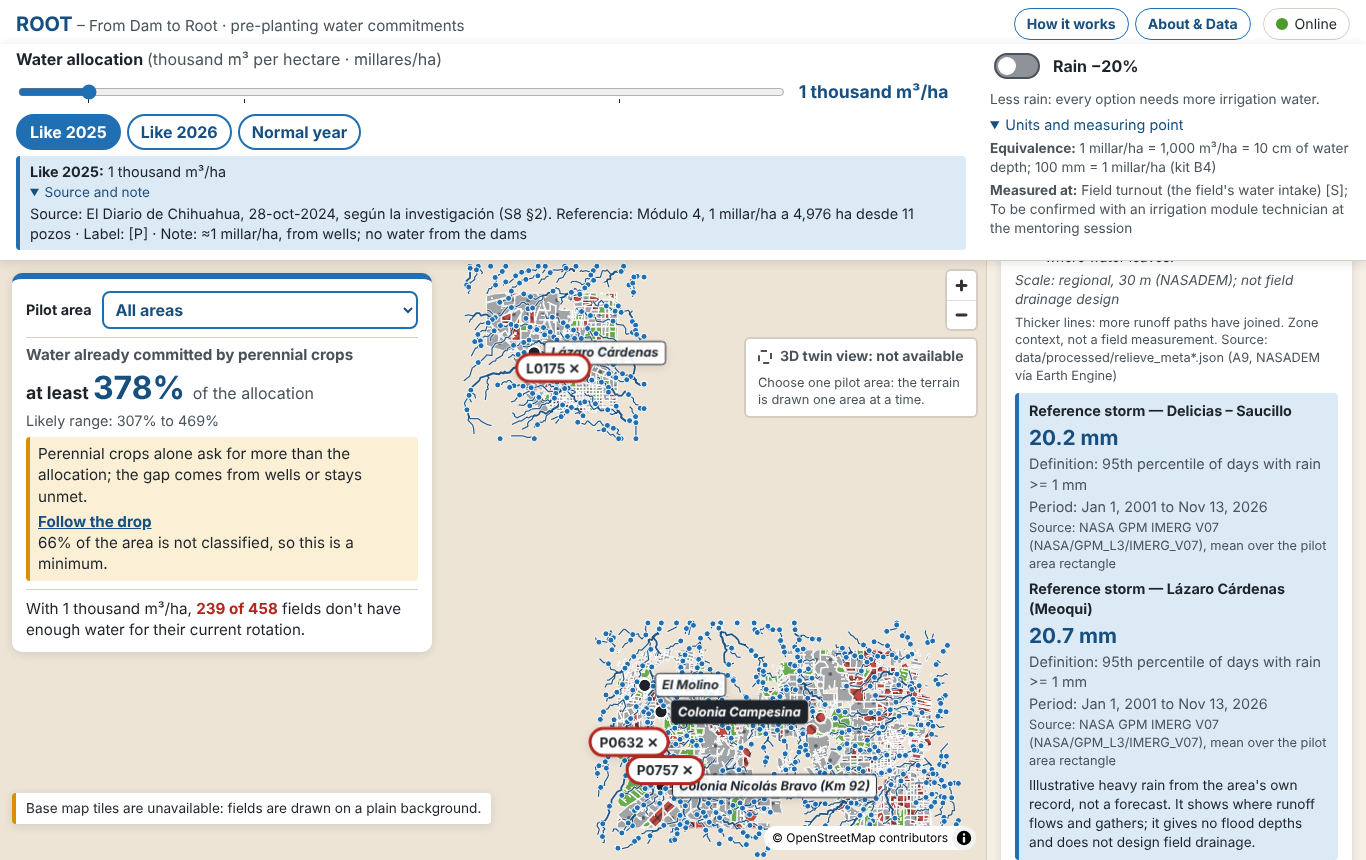 ROOT – From Dam to Root · pre-planting water commitments
How it works
About & Data
Online
Water allocation (thousand m³ per hectare · millares/ha)
1 thousand m³/ha
Like 2025
Like 2026
Normal year
Like 2025: 1 thousand m³/ha
▼ Source and note
Source: El Diario de Chihuahua, 28-oct-2024, según la investigación (S8 §2). Referencia: Módulo 4, 1 millar/ha a 4,976 ha desde 11
pozos · Label: [P] · Note: ≈1 millar/ha, from wells; no water from the dams
Rain −20%
Less rain: every option needs more irrigation water.
▼ Units and measuring point
Equivalence: 1 millar/ha = 1,000 m³/ha = 10 cm of water
depth; 100 mm = 1 millar/ha (kit B4)
Measured at: Field turnout (the field's water intake) [S];
To be confirmed with an irrigation module technician at
the mentoring session
Pilot area
All areas
Water already committed by perennial crops
at least 378% of the allocation
Likely range: 307% to 469%
Perennial crops alone ask for more than the
allocation; the gap comes from wells or stays
unmet.
Follow the drop
66% of the area is not classified, so this is a
minimum.
With 1 thousand m³/ha, 239 of 458 fields don't have
enough water for their current rotation.
Base map tiles are unavailable: fields are drawn on a plain background.
Lázaro Cárdenas
L0175 ×
+
−
3D twin view: not available
Choose one pilot area: the terrain
is drawn one area at a time.
El Molino
Colonia Campesina
P0632 ×
P0757 ×
Colonia Nicolás Bravo (Km 92)
© OpenStreetMap contributors
where water leaves.
Scale: regional, 30 m (NASADEM); not field
drainage design
Thicker lines: more runoff paths have joined. Zone
context, not a field measurement. Source:
data/processed/relieve_meta*.json (A9, NASADEM
vía Earth Engine)
Reference storm — Delicias – Saucillo
20.2 mm
Definition: 95th percentile of days with rain
>= 1 mm
Period: Jan 1, 2001 to Nov 13, 2026
Source: NASA GPM IMERG V07
(NASA/GPM_L3/IMERG_V07), mean over the pilot
area rectangle
Reference storm — Lázaro Cárdenas
(Meoqui)
20.7 mm
Definition: 95th percentile of days with rain
>= 1 mm
Period: Jan 1, 2001 to Nov 13, 2026
Source: NASA GPM IMERG V07
(NASA/GPM_L3/IMERG_V07), mean over the pilot
area rectangle
Illustrative heavy rain from the area's own
record, not a forecast. It shows where runoff
flows and gathers; it gives no flood depths
and does not design field drainage.